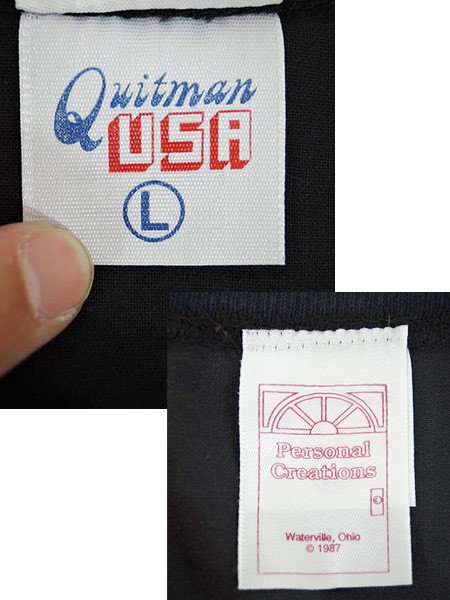 Quitman
USA
L
Personal
Creations
Waterville, Ohio
© 1987